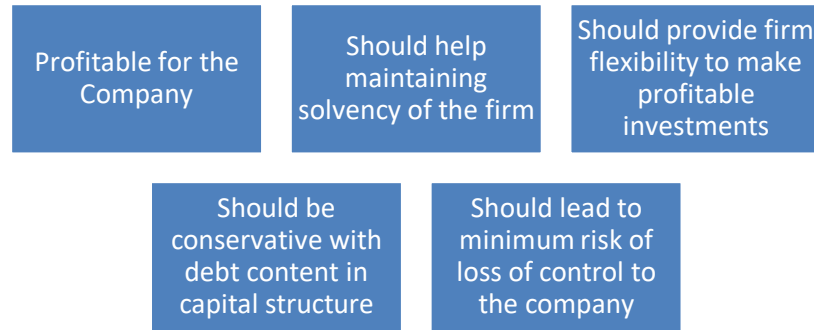 Profitable for the
Company
Should help
maintaining
solvency of the firm
Should provide firm
flexibility to make
profitable
investments
Should be
conservative with
debt content in
capital structure
Should lead to
minimum risk of
loss of control to
the company